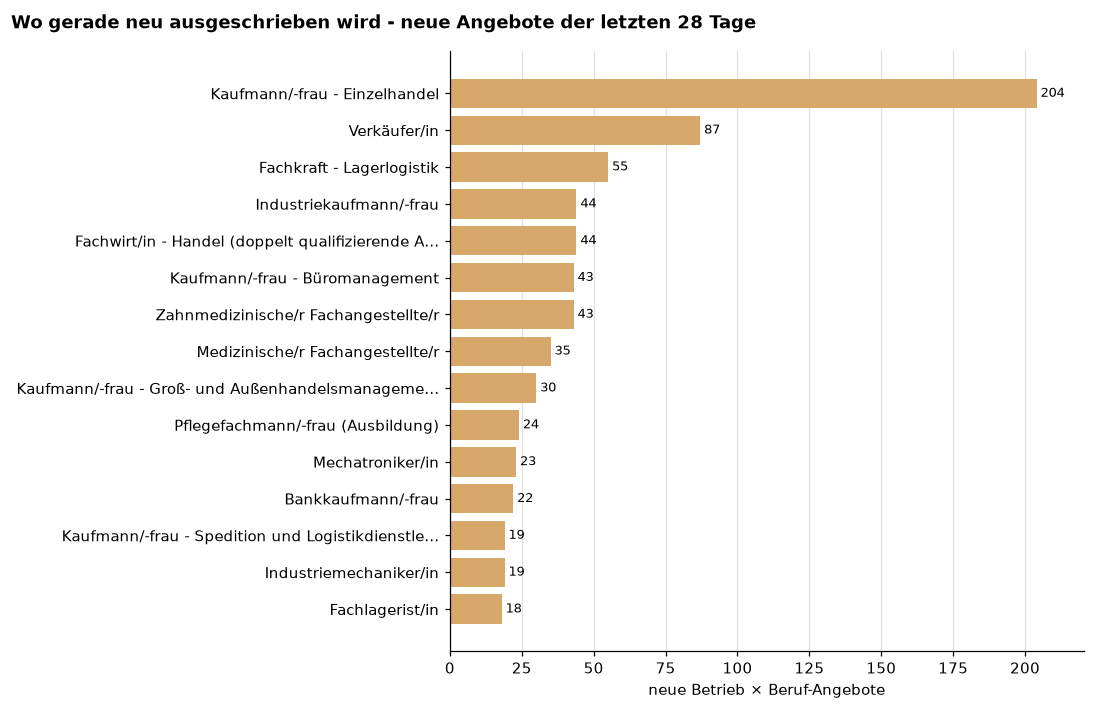 Wo gerade neu ausgeschrieben wird - neue Angebote der letzten 28 Tage
Kaufmann/-frau - Einzelhandel 204
Verkäufer/in 87
Fachkraft - Lagerlogistik 55
Industriekaufmann/-frau 44
Fachwirt/in - Handel (doppelt qualifizierende A... 44
Kaufmann/-frau - Büromanagement 43
Zahnmedizinische/r Fachangestellte/r 43
Medizinische/r Fachangestellte/r 35
Kaufmann/-frau - Groß- und Außenhandelsmanageme... 30
Pflegefachmann/-frau (Ausbildung) 24
Mechatroniker/in 23
Bankkaufmann/-frau 22
Kaufmann/-frau - Spedition und Logistikdienstle... 19
Industriemechaniker/in 19
Fachlagerist/in 18
0 25 50 75 100 125 150 175 200
neue Betrieb × Beruf-Angebote